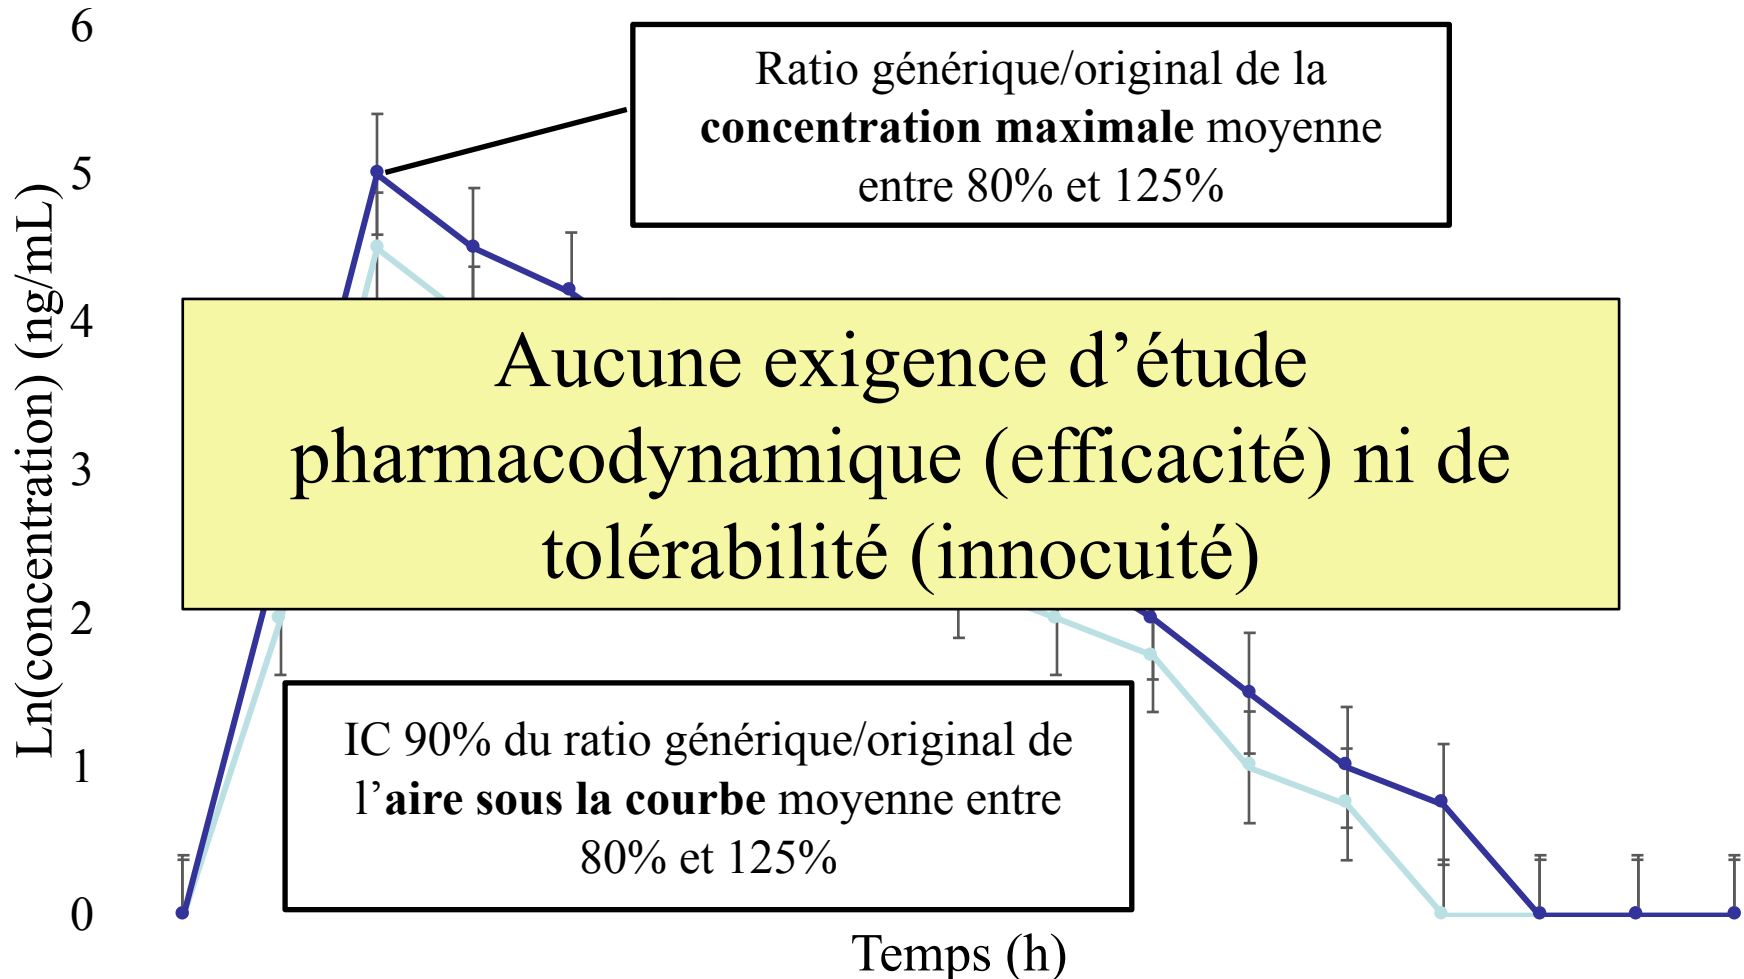 6
Ratio générique/original de la
concentration maximale moyenne
entre 80% et 125%
5
Ln(concentration) (ng/mL)
4
Aucune exigence d’étude
pharmacodynamique (efficacité) ni de
tolérabilité (innocuité)
3
2
IC 90% du ratio générique/original de
l’aire sous la courbe moyenne entre
80% et 125%
1
0
Temps (h)